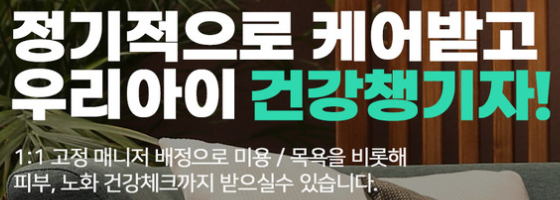 정기적으로 케어받고
우리아이 건강챙기자!
1:1 고정 매니저 배정으로 미용 / 목욕을 비롯해
피부, 노화 건강체크까지 받으실수 있습니다.